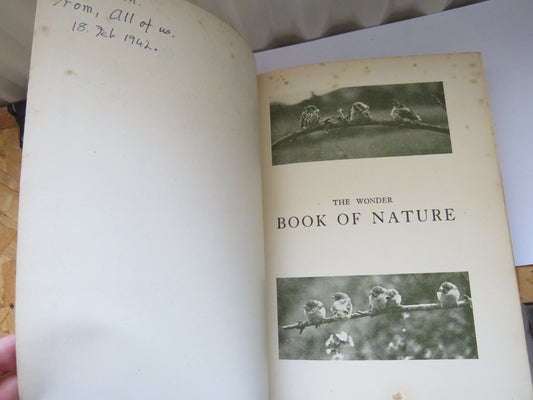 From, All of us.
18. Feb 1942.
THE WONDER
BOOK OF NATURE